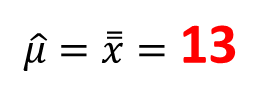 μ̂ = x̿ = 13